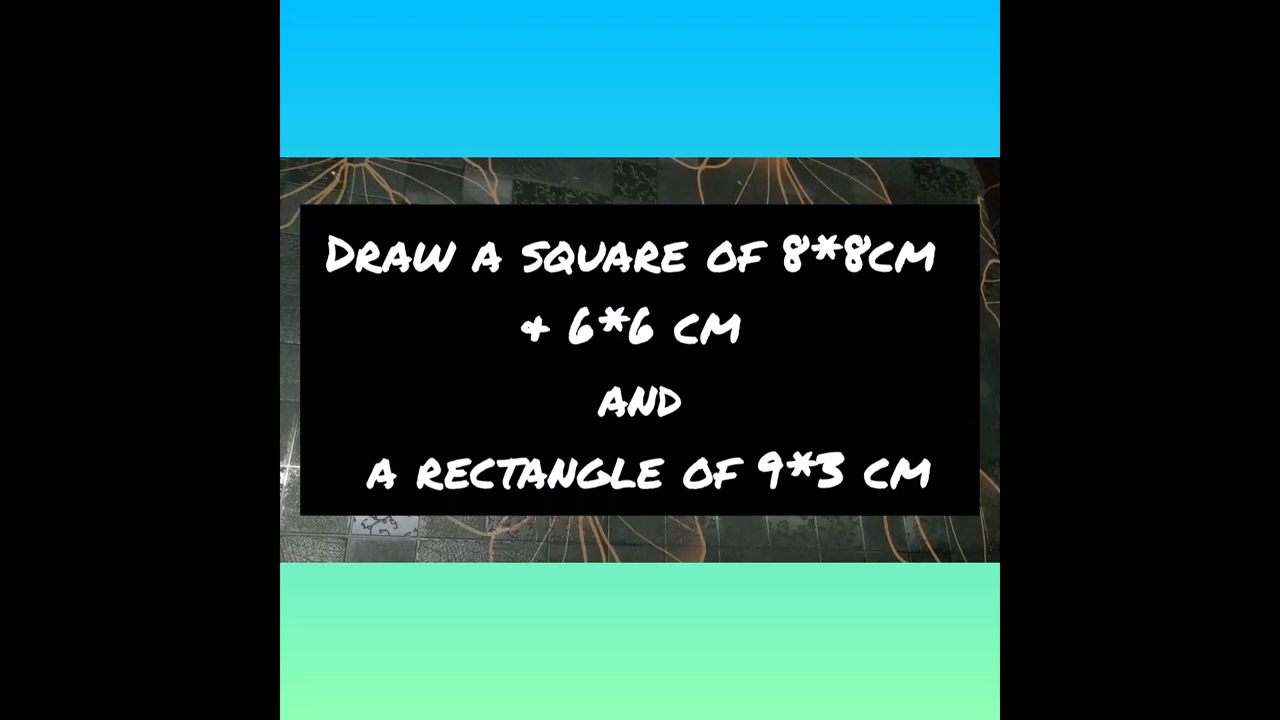 Draw a square of 8*8cm
& 6*6 cm
and
a rectangle of 9*3 cm